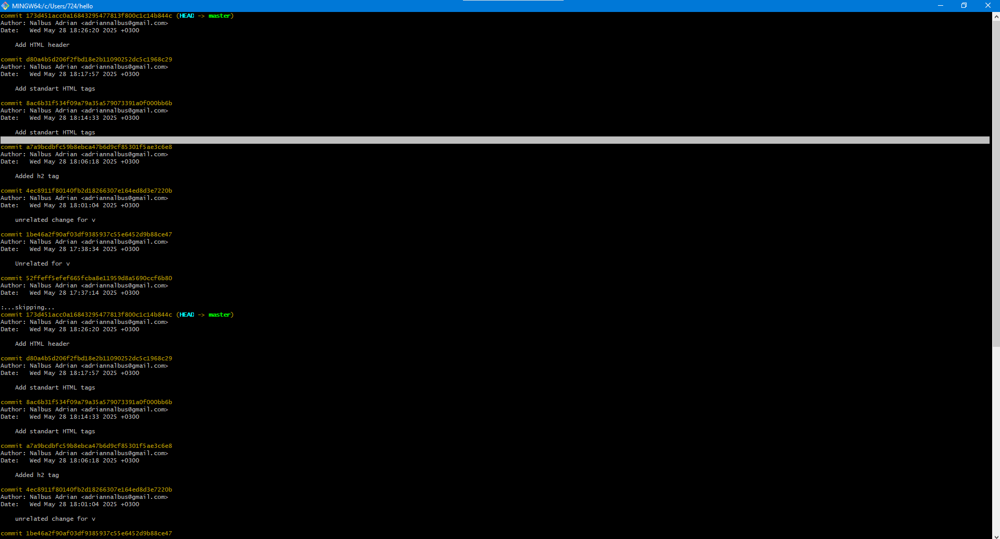 MINGW64:/c/Users/724/hello
commit 173d451acc0a16843295477813f800c1c14b844c (HEAD -> master)
Author: Nalbus Adrian <adriannalbus@gmail.com>
Date:   Wed May 28 18:26:20 2025 +0300
    Add HTML header
commit d80a4b5d206f2fbd18e2b11090252dc5c1968c29
Author: Nalbus Adrian <adriannalbus@gmail.com>
Date:   Wed May 28 18:17:57 2025 +0300
    Add standart HTML tags
commit 8ac6b31f534f09a79a35a579073391a0f000bb6b
Author: Nalbus Adrian <adriannalbus@gmail.com>
Date:   Wed May 28 18:14:33 2025 +0300
    Add standart HTML tags
commit a7a9bcdbfc59b8ebca47b6d9cf85301f5ae3c6e8
Author: Nalbus Adrian <adriannalbus@gmail.com>
Date:   Wed May 28 18:06:18 2025 +0300
    Added h2 tag
commit 4ec8911f80140fb2d18266307e164ed8d3e7220b
Author: Nalbus Adrian <adriannalbus@gmail.com>
Date:   Wed May 28 18:01:04 2025 +0300
    unrelated change for v
commit 1be46a2f90af03df9385937c55e6452d9b88ce47
Author: Nalbus Adrian <adriannalbus@gmail.com>
Date:   Wed May 28 17:38:34 2025 +0300
    Unrelated for v
commit 52ffeff5efef665fcba8e11959d8a5690ccf6b80
Author: Nalbus Adrian <adriannalbus@gmail.com>
Date:   Wed May 28 17:37:14 2025 +0300
:...skipping...
commit 173d451acc0a16843295477813f800c1c14b844c (HEAD -> master)
Author: Nalbus Adrian <adriannalbus@gmail.com>
Date:   Wed May 28 18:26:20 2025 +0300
    Add HTML header
commit d80a4b5d206f2fbd18e2b11090252dc5c1968c29
Author: Nalbus Adrian <adriannalbus@gmail.com>
Date:   Wed May 28 18:17:57 2025 +0300
    Add standart HTML tags
commit 8ac6b31f534f09a79a35a579073391a0f000bb6b
Author: Nalbus Adrian <adriannalbus@gmail.com>
Date:   Wed May 28 18:14:33 2025 +0300
    Add standart HTML tags
commit a7a9bcdbfc59b8ebca47b6d9cf85301f5ae3c6e8
Author: Nalbus Adrian <adriannalbus@gmail.com>
Date:   Wed May 28 18:06:18 2025 +0300
    Added h2 tag
commit 4ec8911f80140fb2d18266307e164ed8d3e7220b
Author: Nalbus Adrian <adriannalbus@gmail.com>
Date:   Wed May 28 18:01:04 2025 +0300
    unrelated change for v
commit 1be46a2f90af03df9385937c55e6452d9b88ce47